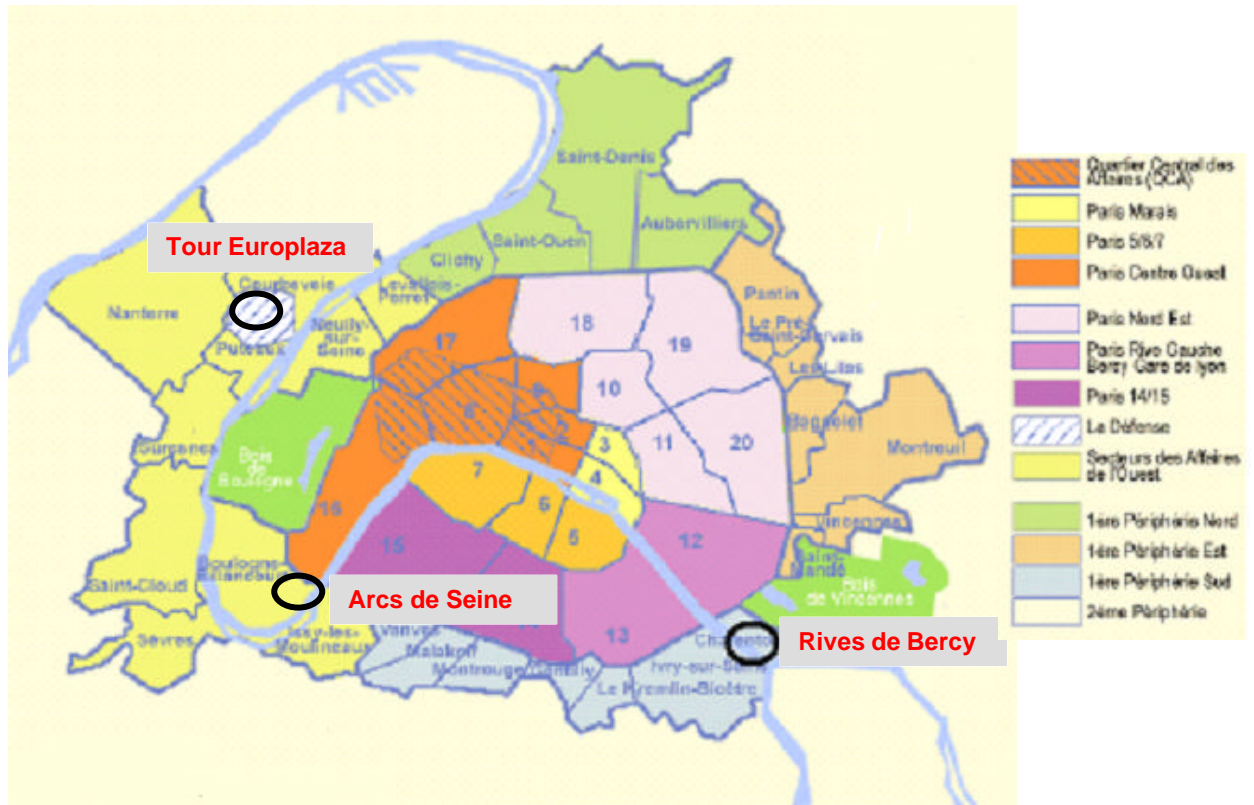 Saint-Denis
Aubervilliers
Saint-Ouen
Clichy
Tour Europlaza
Levallois-
Perret
Courbevoie
Nanterre
Neuilly-
sur-
Seine
Puteaux
Pantin
Le Pré-
Saint-Gervais
Les Lilas
17
18
19
9
10
8
2
3
11
20
Bagnolet
Montreuil
Suresnes
Bois
de
Boulogne
7
4
16
6
5
Vincennes
15
12
Saint-
Mandé
Bois
de Vincennes
Boulogne-
Billancourt
Saint-Cloud
Arcs de Seine
Sèvres
Issy-les-
Moulineaux
Vanves
Malakoff
Montrouge
Gentilly
13
Charenton
Rives de Bercy
Ivry-sur-Seine
Le Kremlin-Bicêtre
Quartier Central des
Affaires (QCA)
Paris Marais
Paris 5/6/7
Paris Centre Ouest
Paris Nord Est
Paris Rive Gauche
Bercy Gare de lyon
Paris 14/15
La Défense
Secteurs des Affaires
de l'Ouest
1ère Périphérie Nord
1ère Périphérie Est
1ère Périphérie Sud
2ème Périphérie